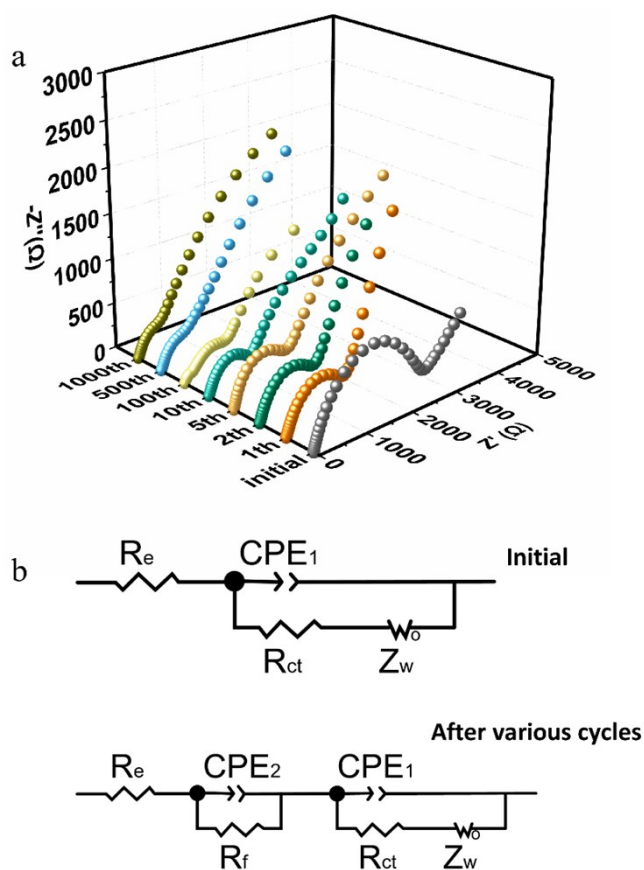 a
3000
2500
2000
1500
1000
500
0
-Z''(Ω)
1000th
500th
100th
10th
5th
2th
1th
initial
0
1000
2000
3000
4000
5000
Z' (Ω)
b
Initial
Re
CPE1
Rct
Zw
o
After various cycles
Re
CPE2
CPE1
Rf
Rct
Zw
o